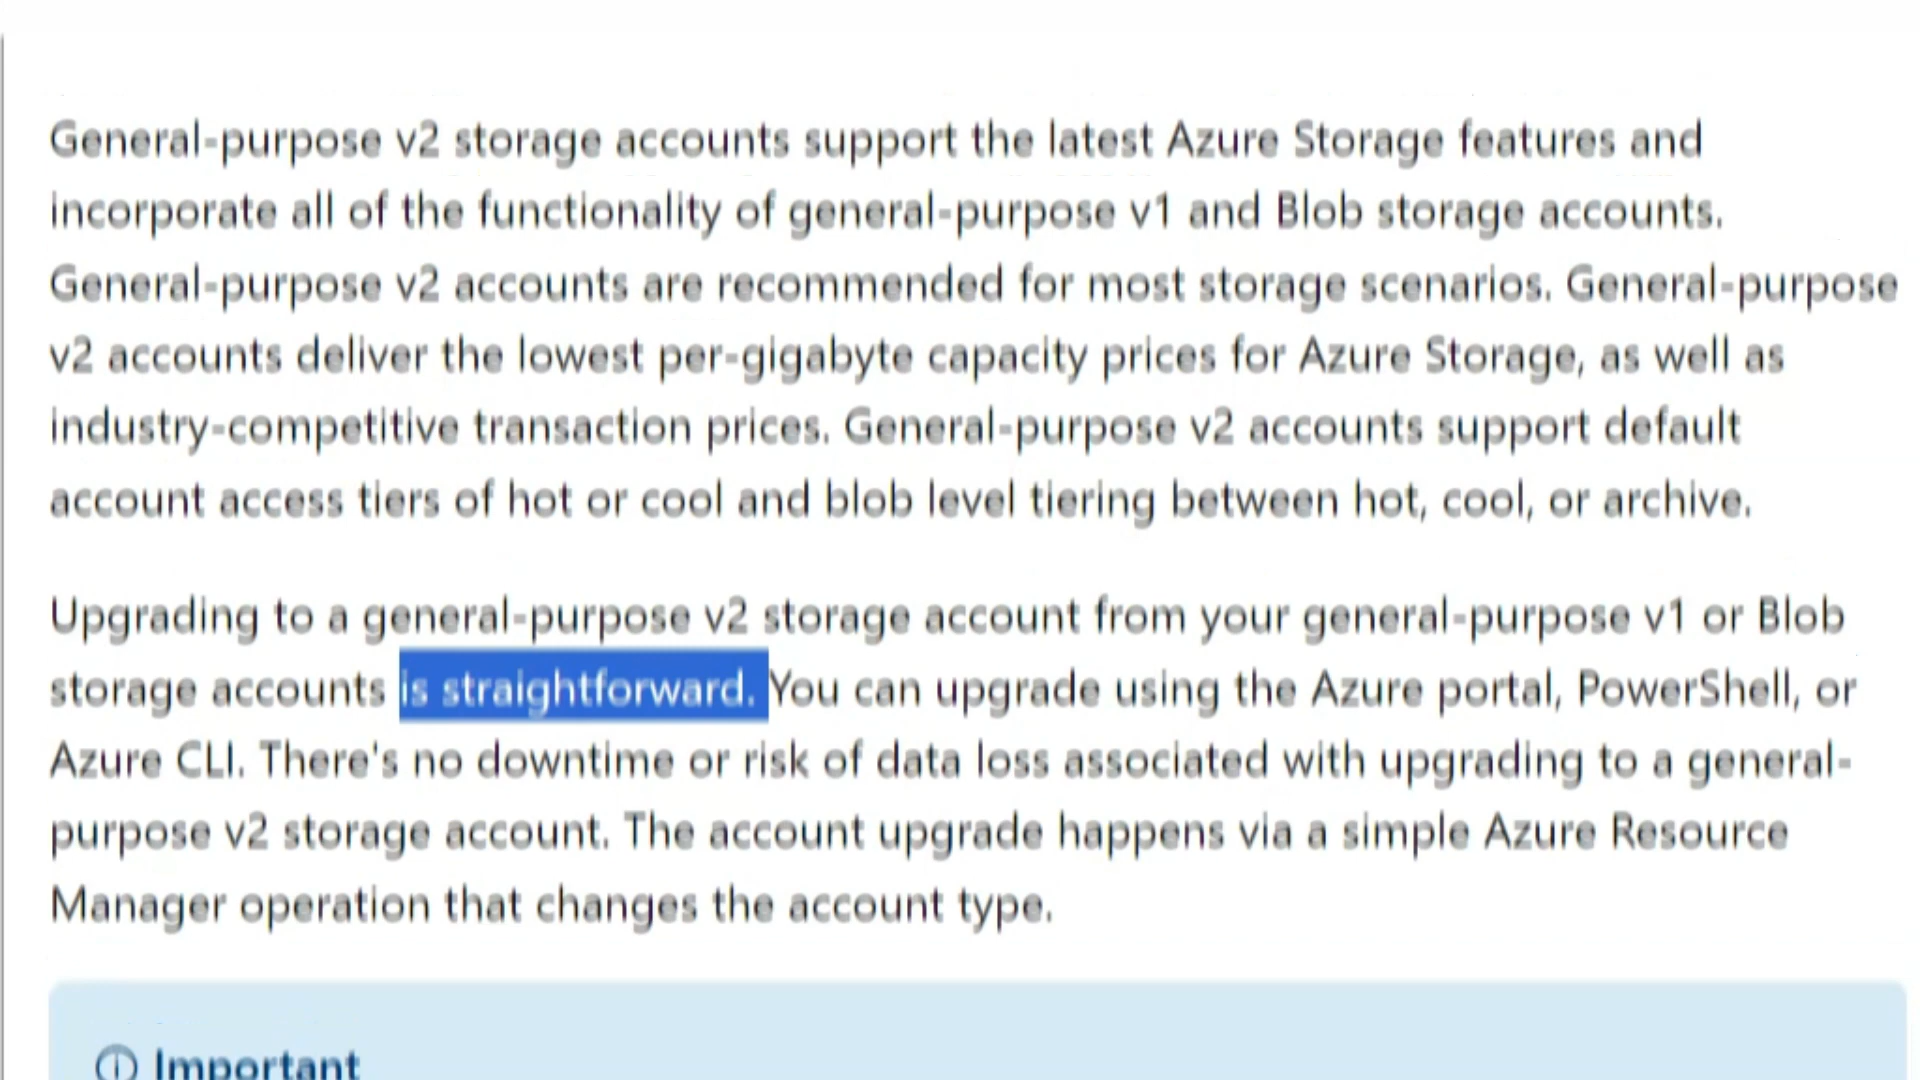 General-purpose v2 storage accounts support the latest Azure Storage features and
incorporate all of the functionality of general-purpose v1 and Blob storage accounts.
General-purpose v2 accounts are recommended for most storage scenarios. General-purpose
v2 accounts deliver the lowest per-gigabyte capacity prices for Azure Storage, as well as
industry-competitive transaction prices. General-purpose v2 accounts support default
account access tiers of hot or cool and blob level tiering between hot, cool, or archive.
Upgrading to a general-purpose v2 storage account from your general-purpose v1 or Blob
storage accounts is straightforward. You can upgrade using the Azure portal, PowerShell, or
Azure CLI. There's no downtime or risk of data loss associated with upgrading to a general-
purpose v2 storage account. The account upgrade happens via a simple Azure Resource
Manager operation that changes the account type.
Important